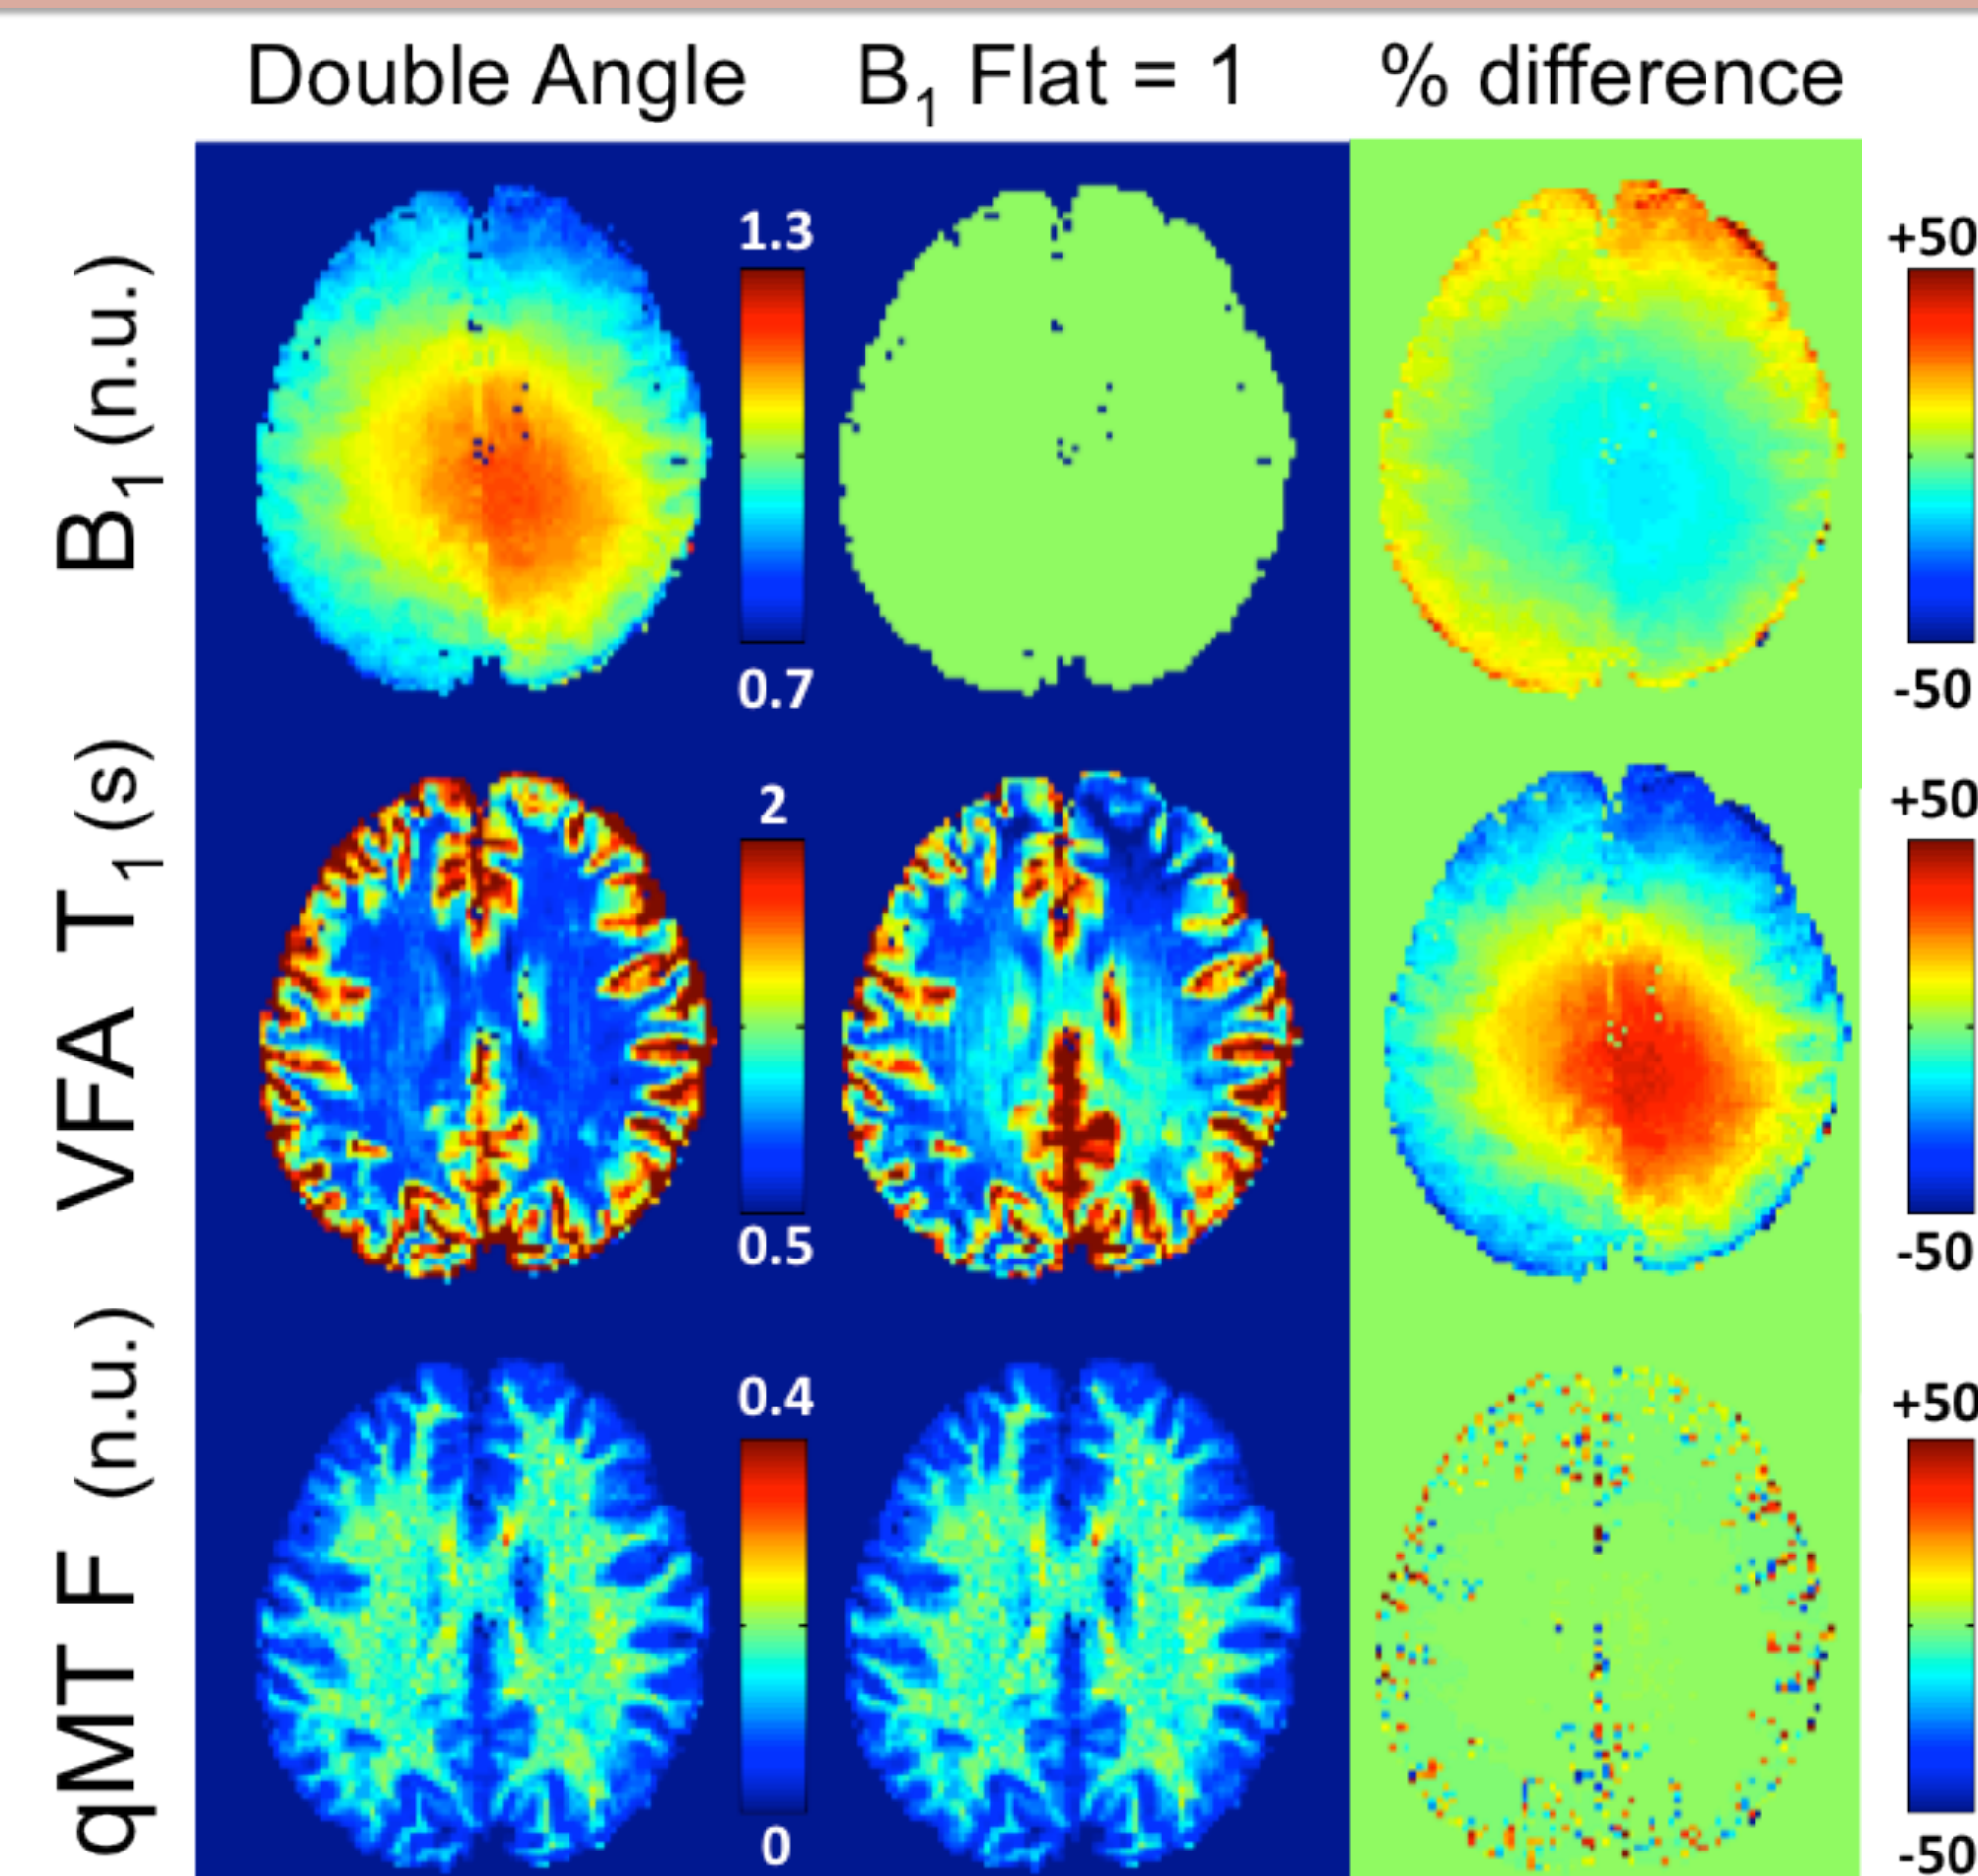 Double Angle
B₁ Flat = 1
% difference
B₁ (n.u.)
1.3
0.7
+50
-50
VFA T₁ (s)
2
0.5
+50
-50
qMT F (n.u.)
0.4
0
+50
-50